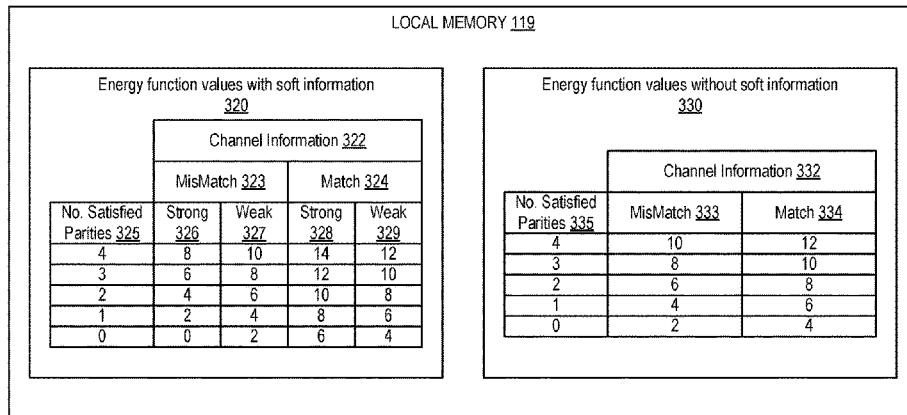 LOCAL MEMORY 119
Energy function values with soft information
320
Channel Information 322
MisMatch 323 Match 324
No. Satisfied Parities 325 Strong 326 Weak 327 Strong 328 Weak 329
4 8 10 14 12
3 6 8 12 10
2 4 6 10 8
1 2 4 8 6
0 0 2 6 4
Energy function values without soft information
330
Channel Information 332
No. Satisfied Parities 335 MisMatch 333 Match 334
4 10 12
3 8 10
2 6 8
1 4 6
0 2 4